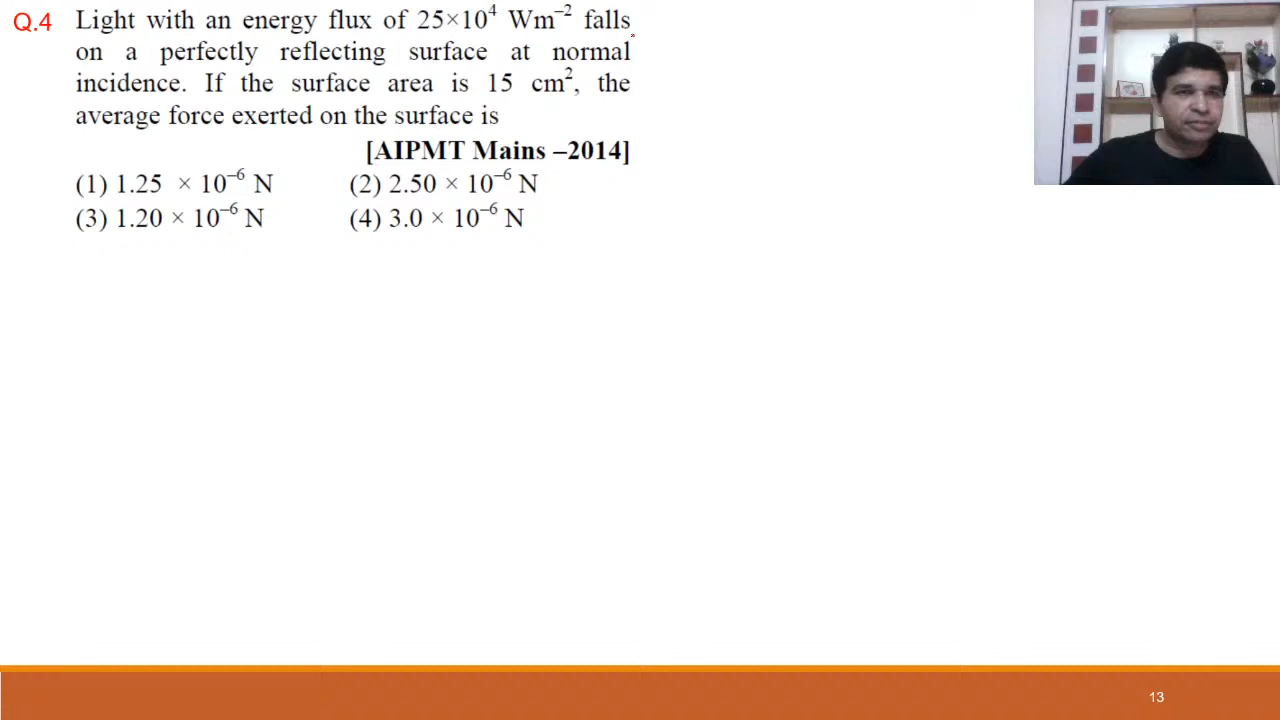 Q.4 Light with an energy flux of 25×10⁴ Wm⁻² falls
on a perfectly reflecting surface at normal
incidence. If the surface area is 15 cm², the
average force exerted on the surface is
[AIPMT Mains –2014]
(1) 1.25 × 10⁻⁶ N (2) 2.50 × 10⁻⁶ N
(3) 1.20 × 10⁻⁶ N (4) 3.0 × 10⁻⁶ N
13